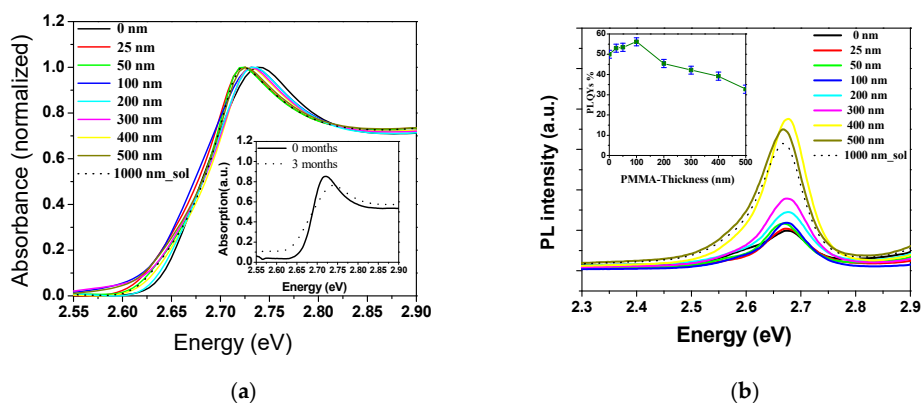 (a)
Absorbance (normalized)
1.2
1.0
0.8
0.6
0.4
0.2
0.0
0 nm
25 nm
50 nm
100 nm
200 nm
300 nm
400 nm
500 nm
1000 nm_sol
2.55 2.60 2.65 2.70 2.75 2.80 2.85 2.90
Energy (eV)
Absorption(a.u.)
1.2
1.0
0.8
0.6
0.4
0.2
0.0
0 months
3 months
2.55 2.60 2.65 2.70 2.75 2.80 2.85 2.90
Energy (eV)
(a)
(b)
PL intensity (a.u.)
PLQYs %
60
50
40
30
20
10
0
0 100 200 300 400 500
PMMA-Thickness (nm)
0 nm
25 nm
50 nm
100 nm
200 nm
300 nm
400 nm
500 nm
1000 nm_sol
2.3 2.4 2.5 2.6 2.7 2.8 2.9
Energy (eV)
(b)